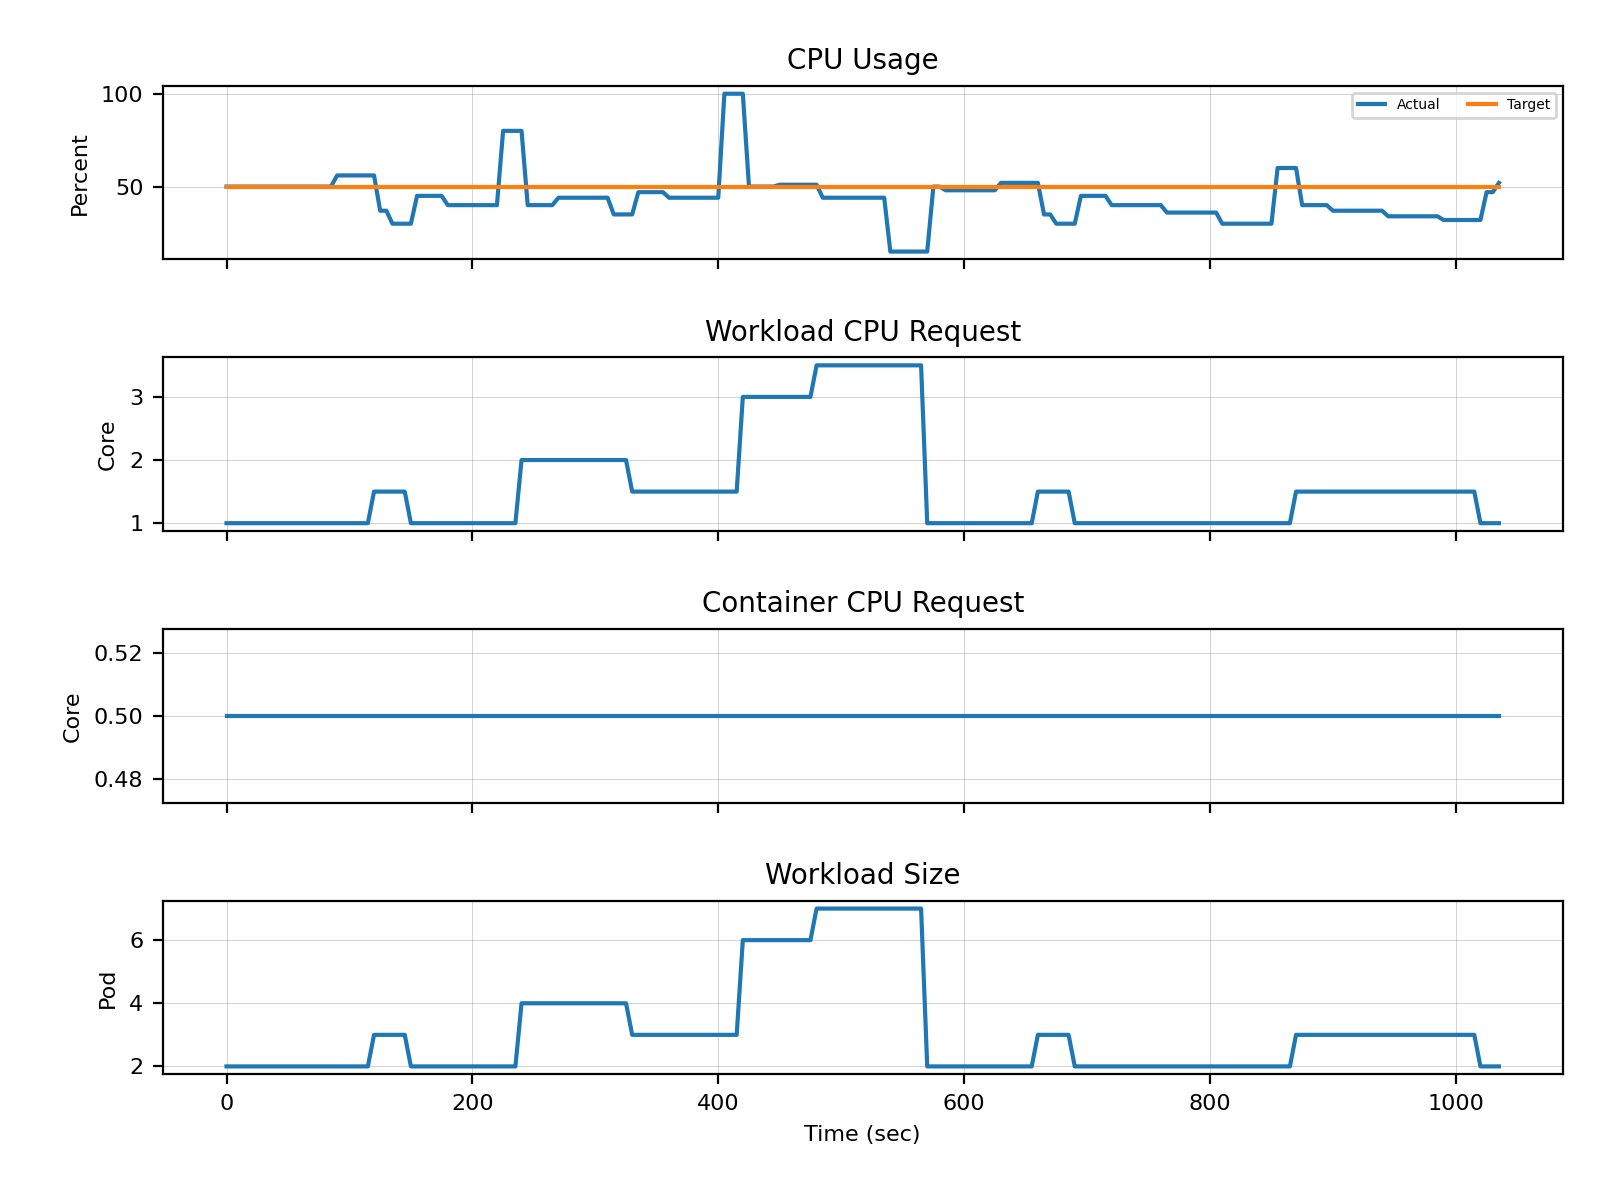 CPU Usage
Percent
100
50
Actual Target
Workload CPU Request
Core
3
2
1
Container CPU Request
Core
0.52
0.50
0.48
Workload Size
Pod
6
4
2
0 200 400 600 800 1000
Time (sec)